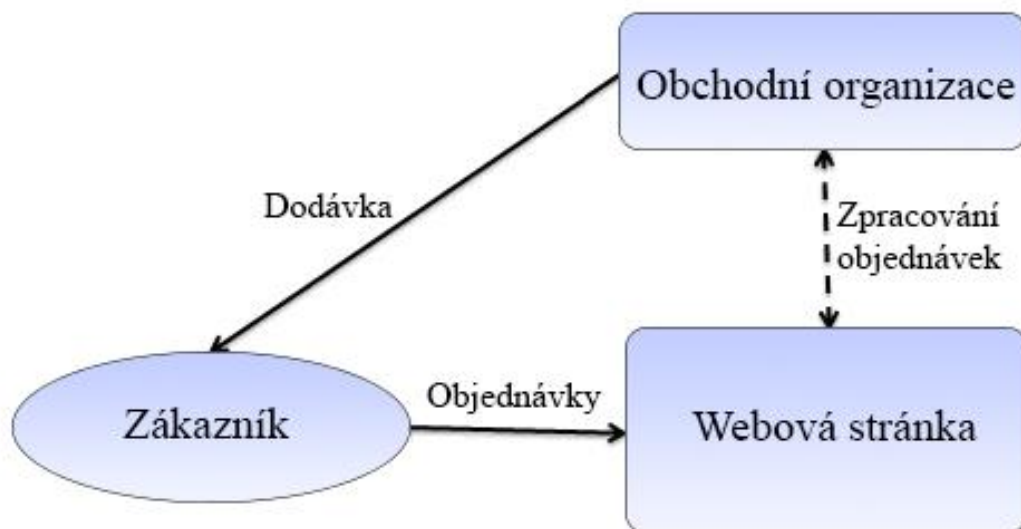 Obchodní organizace
Dodávka
Zpracování
objednávek
Zákazník
Objednávky
Webová stránka